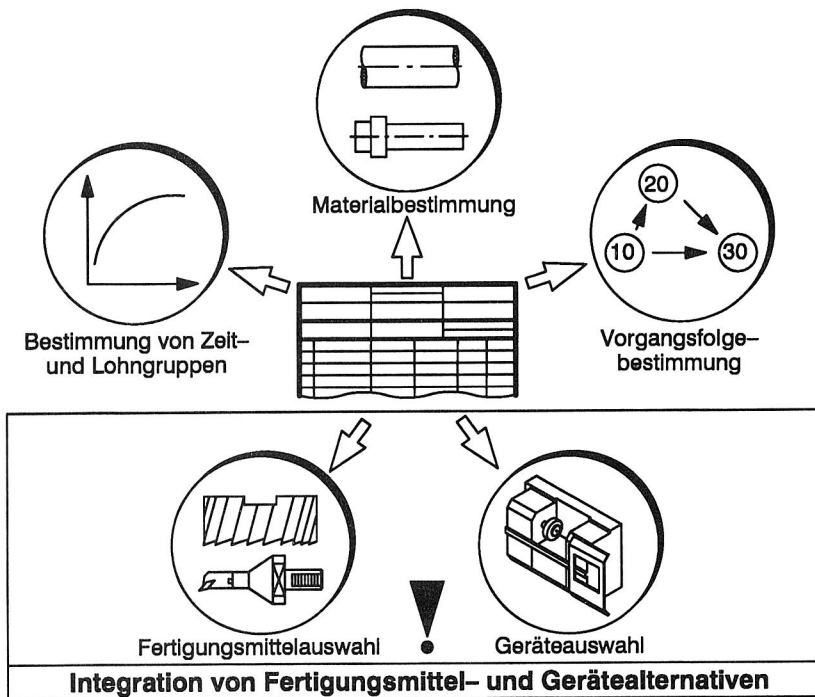 Materialbestimmung
20
10
30
Bestimmung von Zeit–
und Lohngruppen
Vorgangsfolge–
bestimmung
Fertigungsmittelauswahl
!
Geräteauswahl
Integration von Fertigungsmittel– und Gerätealternativen